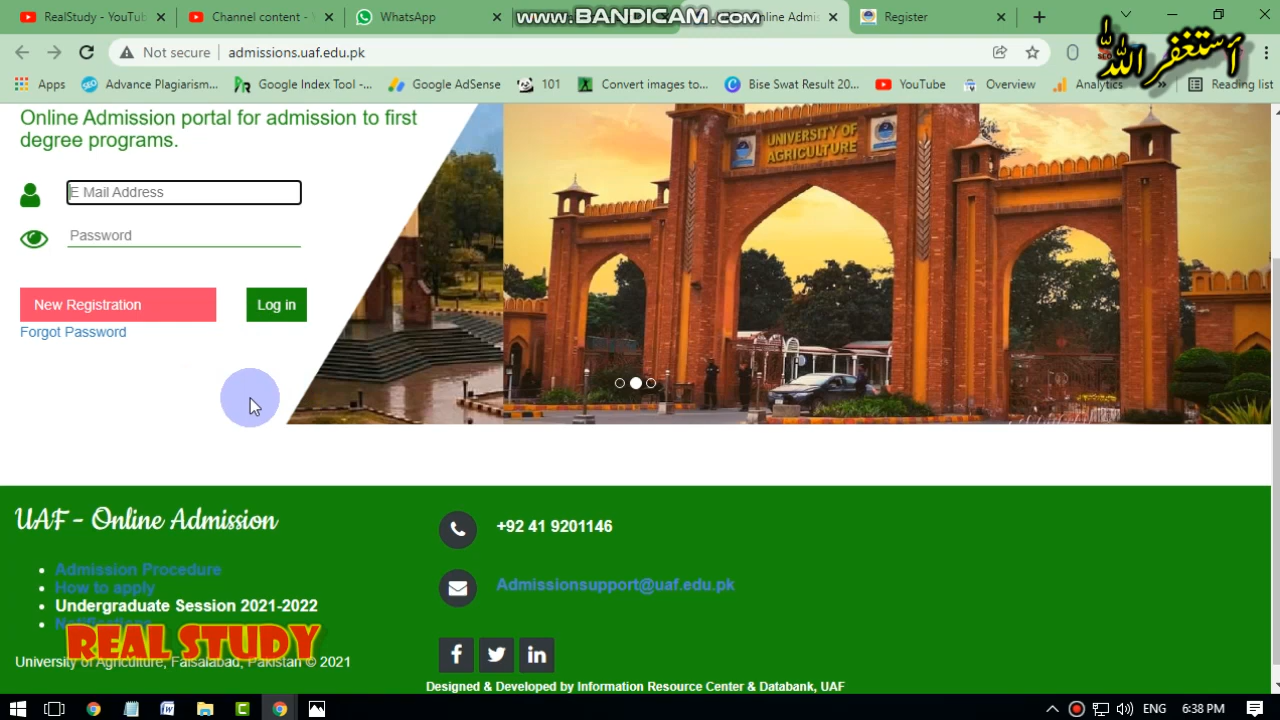 RealStudy - YouTub
Channel content -
WhatsApp
www.BANDICAM.com
nline Admis
Register
Not secure
admissions.uaf.edu.pk
أستغفر الله
Apps
Advance Plagiarism...
Google Index Tool -...
Google AdSense
101
Convert images to...
Bise Swat Result 20...
YouTube
Overview
Analytics
»
Reading list
Online Admission portal for admission to first
degree programs.
E Mail Address
Password
New Registration
Log in
Forgot Password
UNIVERSITY OF
AGRICULTURE
UAF - Online Admission
Admission Procedure
How to apply
Undergraduate Session 2021-2022
Notifications
REAL STUDY
University of Agriculture, Faisalabad, Pakistan © 2021
+92 41 9201146
Admissionsupport@uaf.edu.pk
Designed & Developed by Information Resource Center & Databank, UAF
ENG
6:38 PM